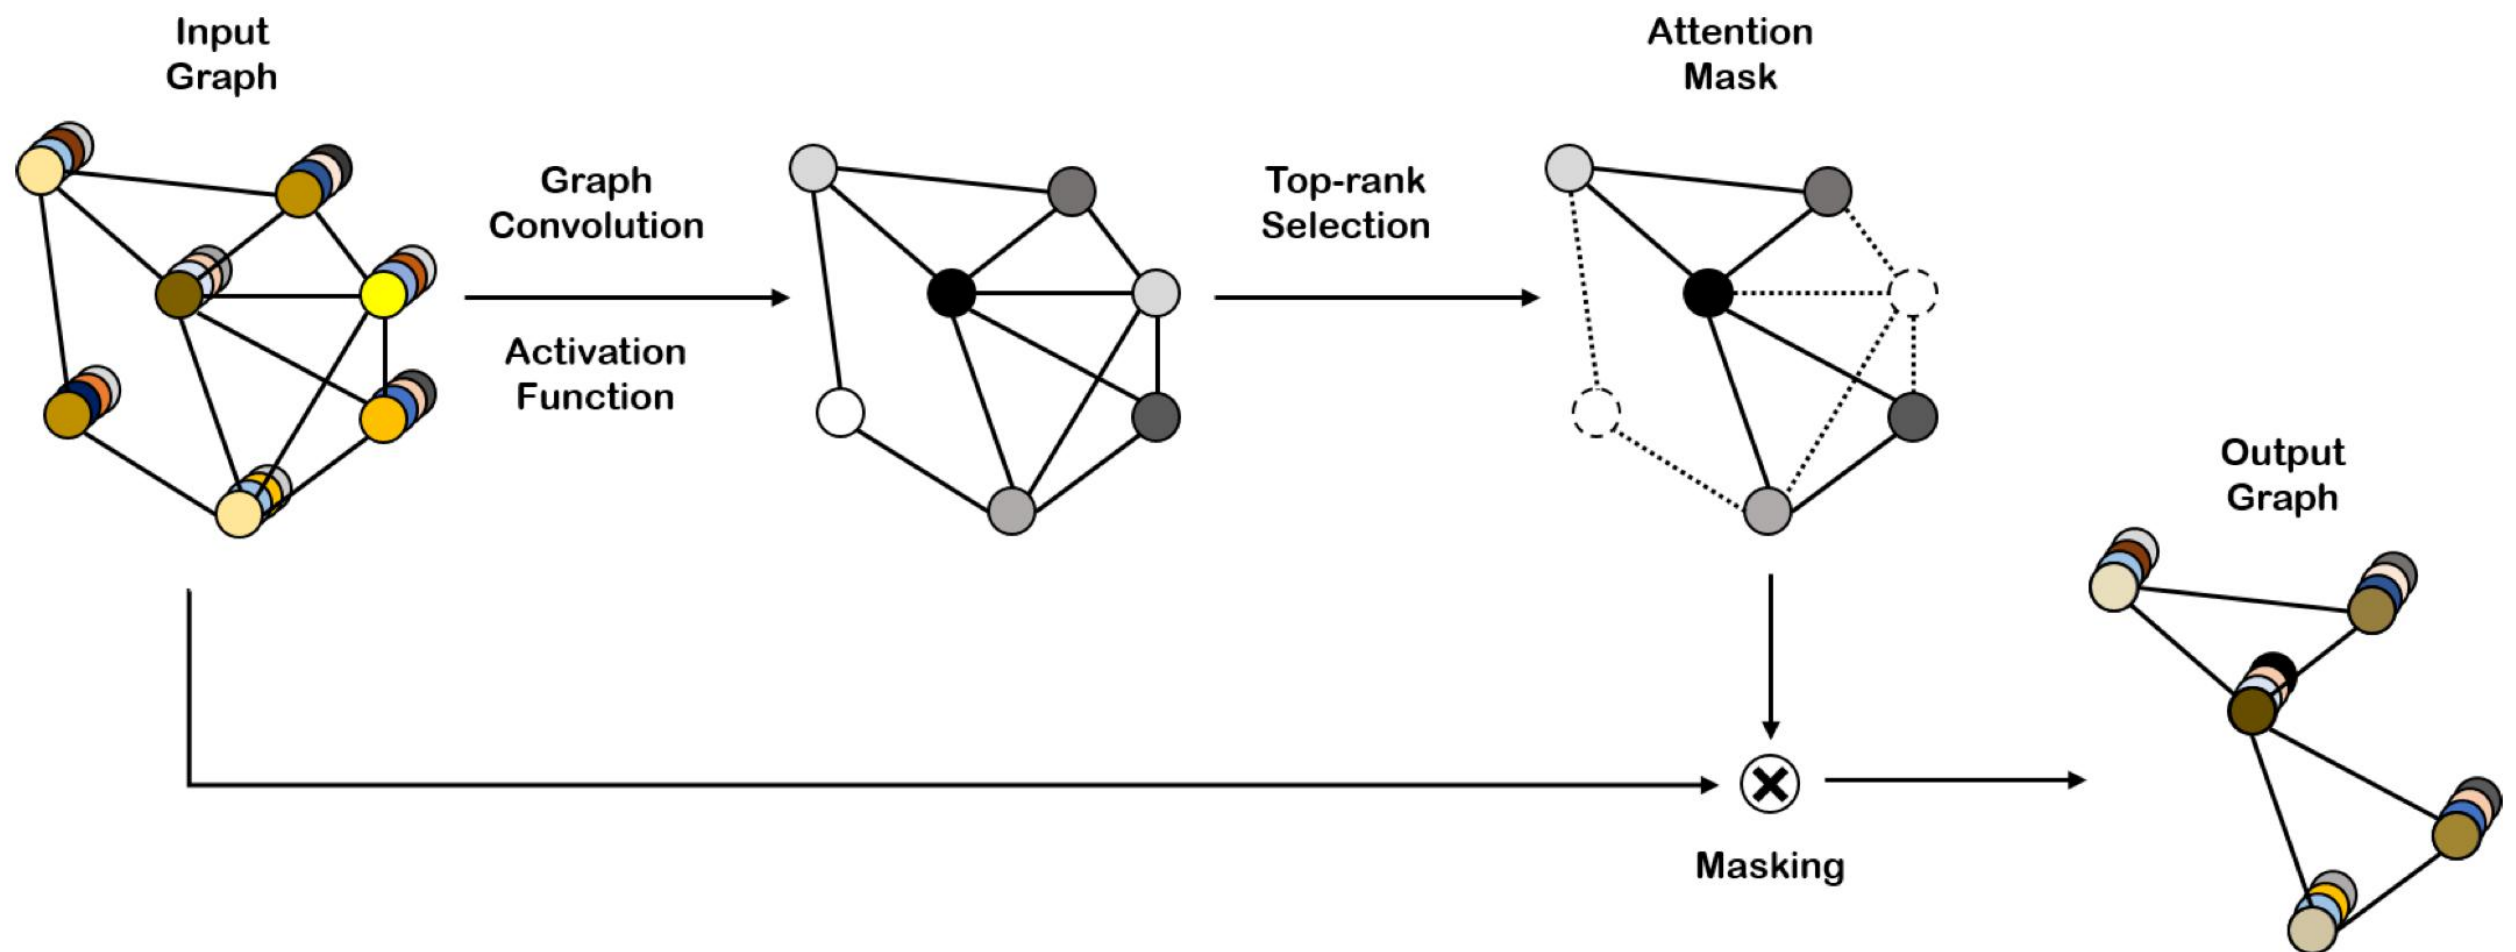 Input
Graph
Graph
Convolution
Activation
Function
Top-rank
Selection
Attention
Mask
Masking
Output
Graph